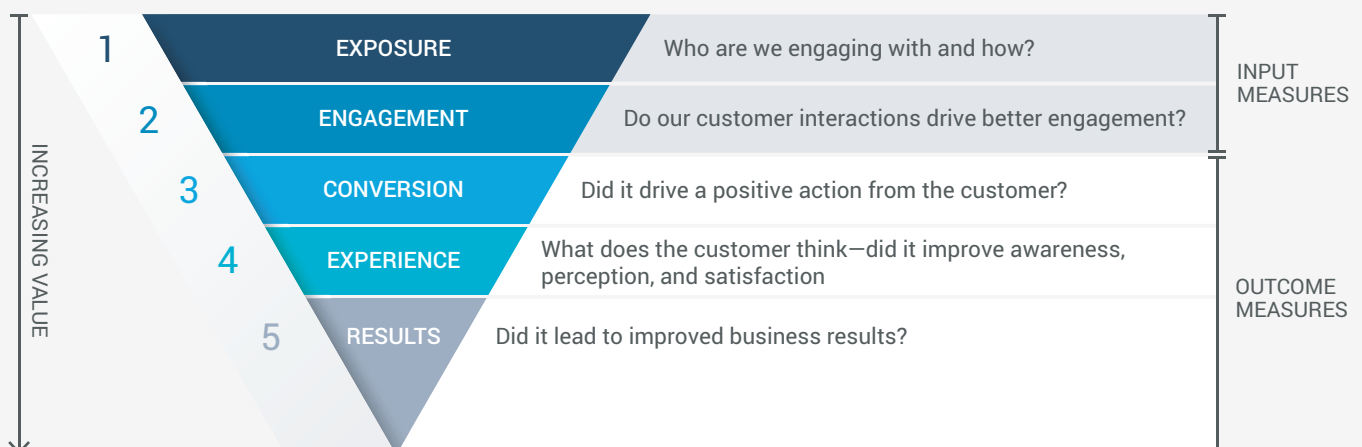 1
EXPOSURE
Who are we engaging with and how?
2
ENGAGEMENT
Do our customer interactions drive better engagement?
INPUT
MEASURES
3
CONVERSION
Did it drive a positive action from the customer?
4
EXPERIENCE
What does the customer think—did it improve awareness,
perception, and satisfaction
5
RESULTS
Did it lead to improved business results?
OUTCOME
MEASURES
INCREASING VALUE